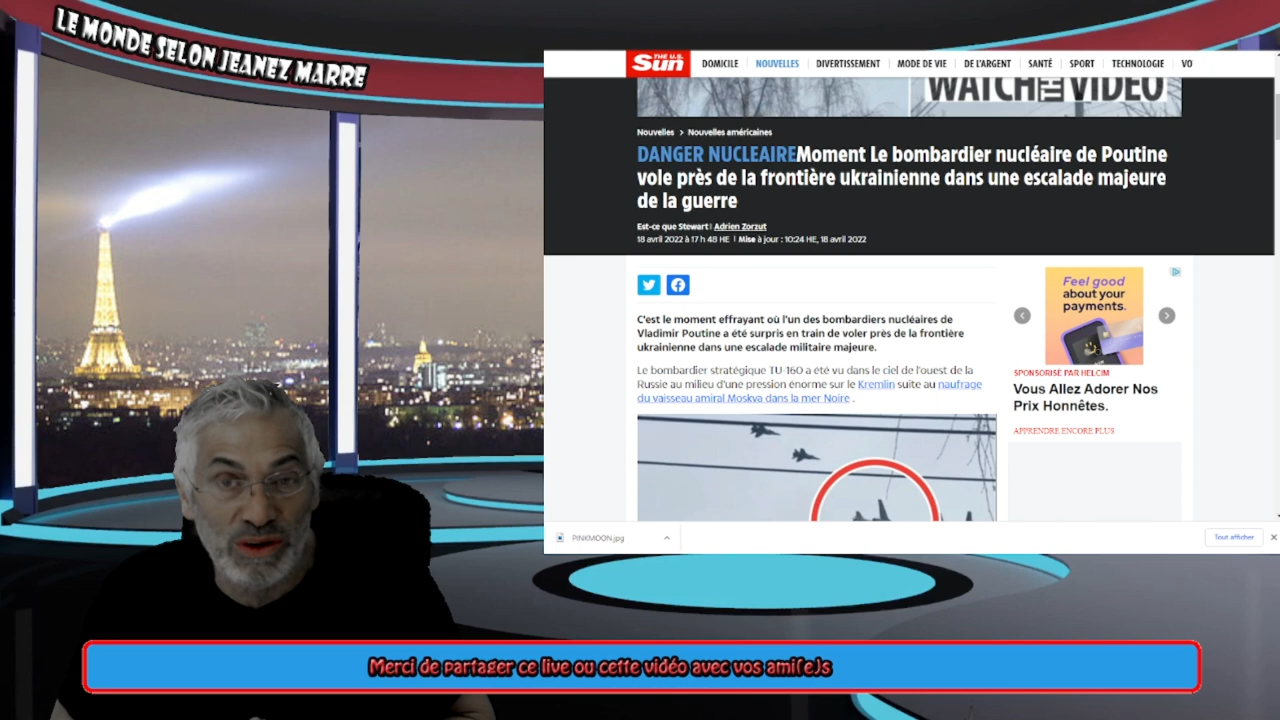 LE MONDE SELON JEANEZ MARRE
THE U.S.
Sun
DOMICILE NOUVELLES DIVERTISSEMENT MODE DE VIE DE L'ARGENT SANTÉ SPORT TECHNOLOGIE VO
WATCH THE VIDEO
Nouvelles > Nouvelles américaines
DANGER NUCLEAIREMoment Le bombardier nucléaire de Poutine
vole près de la frontière ukrainienne dans une escalade majeure
de la guerre
Est-ce que Stewart | Adrien Zorzut
18 avril 2022 à 17 h 48 HE | Mise à jour : 10:24 HE, 18 avril 2022
C'est le moment effrayant où l'un des bombardiers nucléaires de
Vladimir Poutine a été surpris en train de voler près de la frontière
ukrainienne dans une escalade militaire majeure.
Le bombardier stratégique TU-160 a été vu dans le ciel de l'ouest de la
Russie au milieu d'une pression énorme sur le Kremlin suite au naufrage
du vaisseau amiral Moskva dans la mer Noire .
Feel good
about your
payments.
SPONSORISÉ PAR HELCIM
Vous Allez Adorer Nos
Prix Honnêtes.
APPRENDRE ENCORE PLUS
PINKMOON.jpg
Tout afficher
Merci de partager ce live ou cette vidéo avec vos ami(e)s